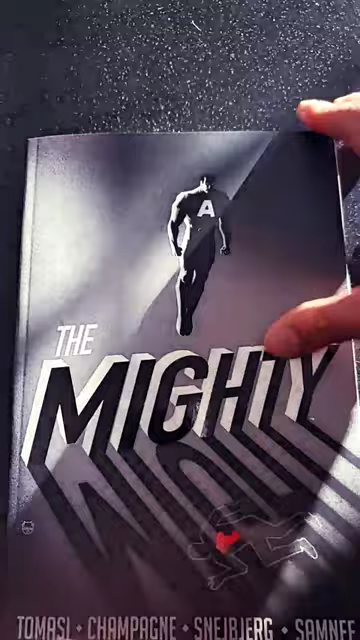 A
THE
MIGHTY
TOMASI • CHAMPAGNE • SNEJBJERG • SAMNEE